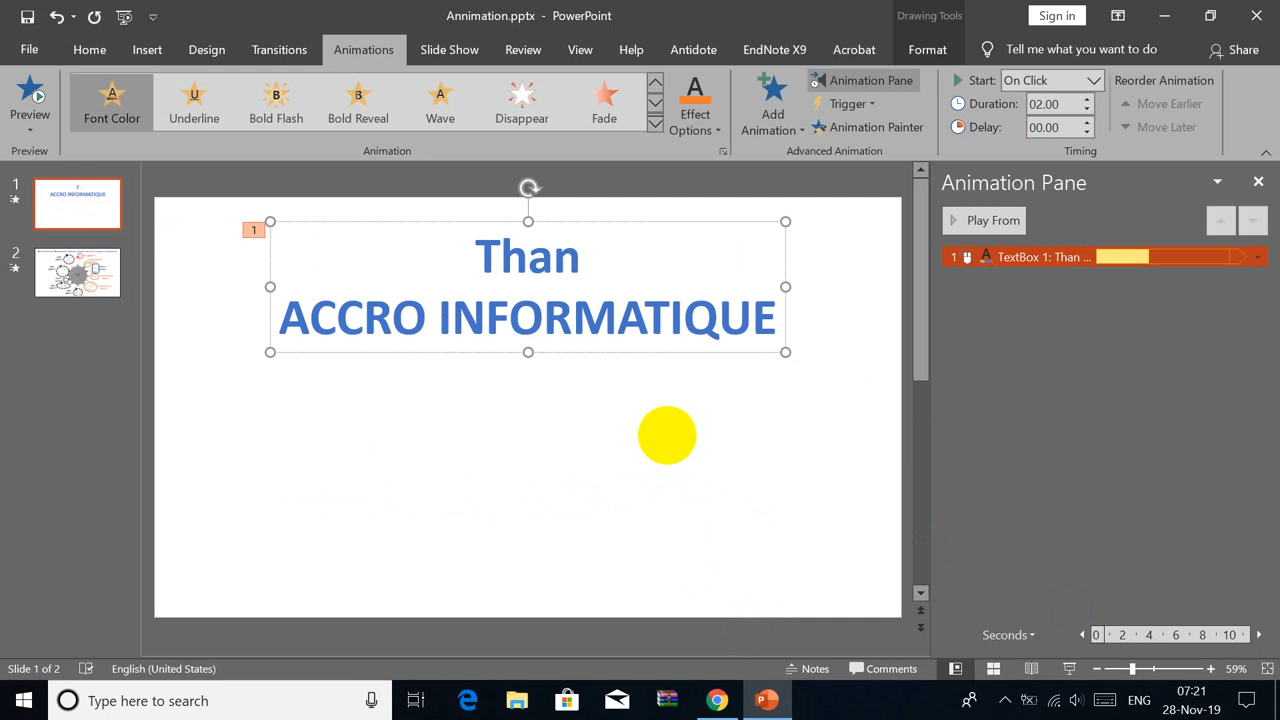 Annimation.pptx - PowerPoint
Drawing Tools
Sign in
File
Home
Insert
Design
Transitions
Animations
Slide Show
Review
View
Help
Antidote
EndNote X9
Acrobat
Format
Tell me what you want to do
Share
Preview
Preview
Font Color
Underline
Bold Flash
Bold Reveal
Wave
Disappear
Fade
Animation
Effect
Options
Add
Animation
Animation Pane
Trigger
Animation Painter
Advanced Animation
Start: On Click
Duration: 02.00
Delay: 00.00
Timing
Reorder Animation
Move Earlier
Move Later
1
T
ACCRO INFORMATIQUE
2
1
Than
ACCRO INFORMATIQUE
Animation Pane
Play From
1 TextBox 1: Than ...
Seconds
0 2 4 6 8 10
Slide 1 of 2
English (United States)
Notes
Comments
59%
Type here to search
ENG
07:21
28-Nov-19